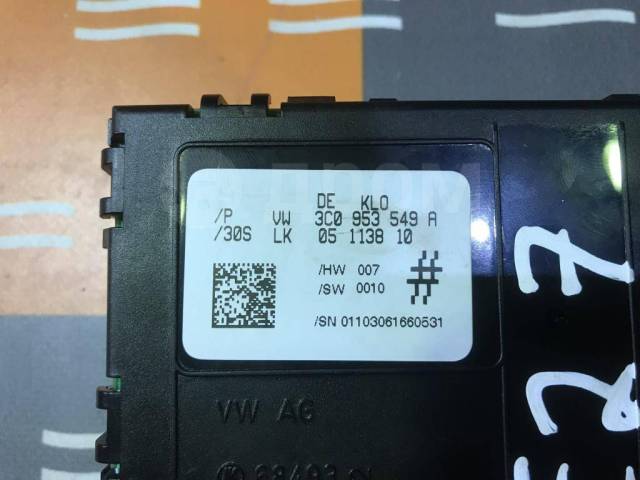 DE KLO
/P VW 3C0 953 549 A
/30S LK 05 1138 10
/HW 007
/SW 0010
#
/SN 01103061660531
VW AG